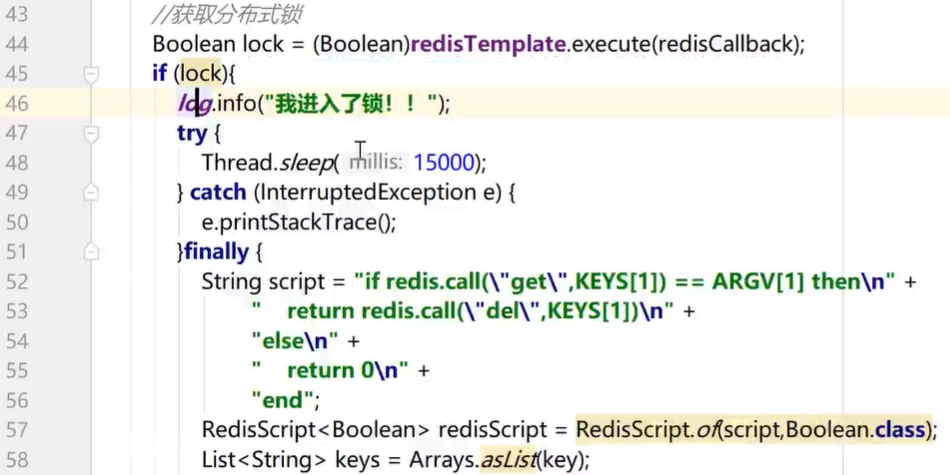 43 //获取分布式锁
44 Boolean lock = (Boolean)redisTemplate.execute(redisCallback);
45 if (lock){
46 log.info("我进入了锁！！");
47 try {
48 Thread.sleep( millis: 15000);
49 } catch (InterruptedException e) {
50 e.printStackTrace();
51 }finally {
52 String script = "if redis.call(\"get\",KEYS[1]) == ARGV[1] then\n" +
53 "    return redis.call(\"del\",KEYS[1])\n" +
54 "else\n" +
55 "    return 0\n" +
56 "end";
57 RedisScript<Boolean> redisScript = RedisScript.of(script,Boolean.class);
58 List<String> keys = Arrays.asList(key);